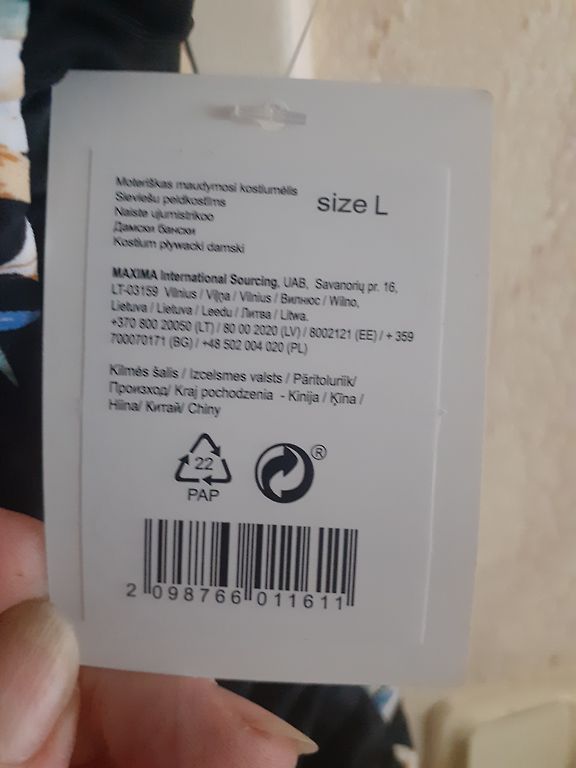 Moteriškas maudymosi kostiumėlis
Sieviešu peldkostīms
Naiste ujumistrikoo
Дамски бански
Kostium pływacki damski
size L
MAXIMA International Sourcing, UAB, Savanorių pr. 16,
LT-03159 Vilnius / Viļņa / Vilnius / Вилнюс / Wilno,
Lietuva / Lietuva / Leedu / Литва / Litwa.
+370 800 20050 (LT) / 80 00 2020 (LV) / 8002121 (EE) / + 359
700070171 (BG) / +48 502 004 020 (PL)
Kilmės šalis / Izcelsmes valsts / Päritoluriik/
Произход/ Kraj pochodzenia - Kinija / Ķīna /
Hiina/ Китай/ Chiny
22
PAP
®
2 098766 011611